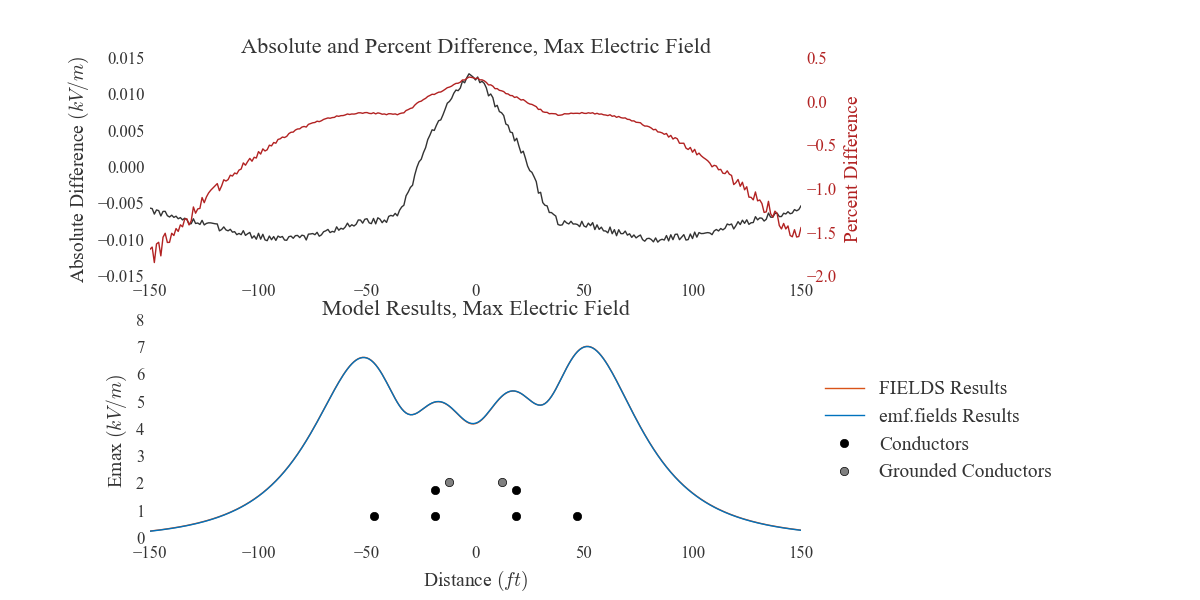 Absolute and Percent Difference, Max Electric Field
Absolute Difference (kV/m)
0.015
0.010
0.005
0.000
−0.005
−0.010
−0.015
0.5
0.0
−0.5
−1.0
−1.5
−2.0
Percent Difference
−150 −100 −50 0 50 100 150
Model Results, Max Electric Field
Emax (kV/m)
8
7
6
5
4
3
2
1
0
−150 −100 −50 0 50 100 150
Distance (ft)
FIELDS Results
emf.fields Results
Conductors
Grounded Conductors